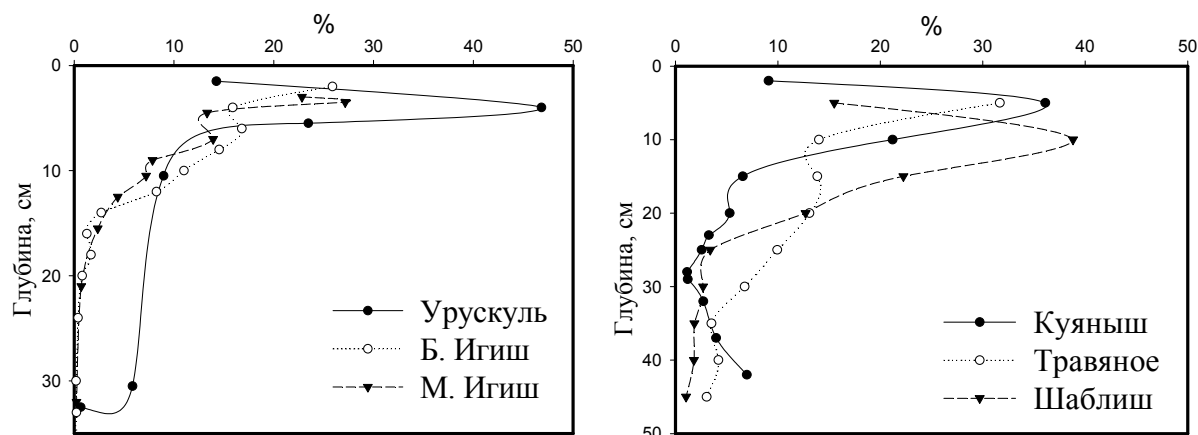 %
0 10 20 30 40 50
0
10
20
30
Глубина, см
Урускуль
Б. Игиш
М. Игиш
%
0 10 20 30 40 50
0
10
20
30
40
50
Глубина, см
Куяныш
Травяное
Шаблиш